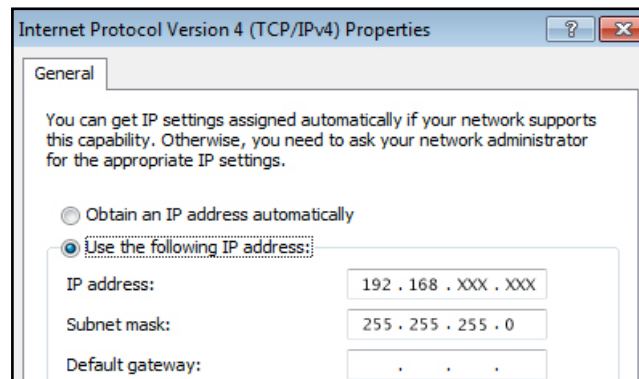 Internet Protocol Version 4 (TCP/IPv4) Properties
General
You can get IP settings assigned automatically if your network supports
this capability. Otherwise, you need to ask your network administrator
for the appropriate IP settings.
Obtain an IP address automatically
Use the following IP address:
IP address: 192 . 168 . XXX . XXX
Subnet mask: 255 . 255 . 255 . 0
Default gateway: . . .